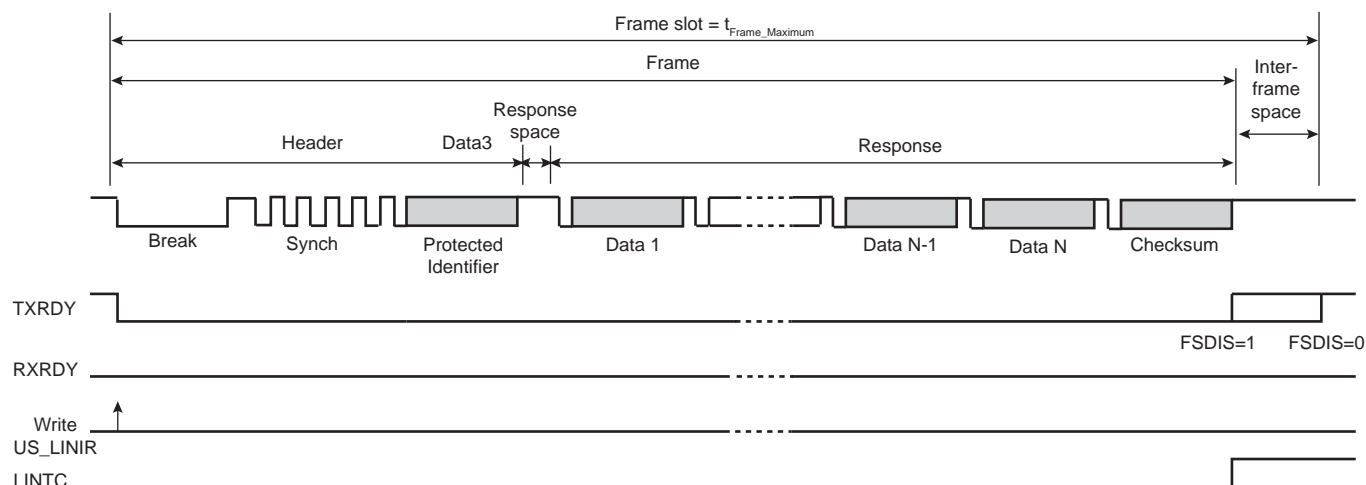 Frame slot = tFrame_Maximum
Frame
Inter-
frame
space
Response
space
Header
Data3
Response
Break
Synch
Protected
Identifier
Data 1
Data N-1
Data N
Checksum
TXRDY
FSDIS=1
FSDIS=0
RXRDY
Write
US_LINIR
LINTC